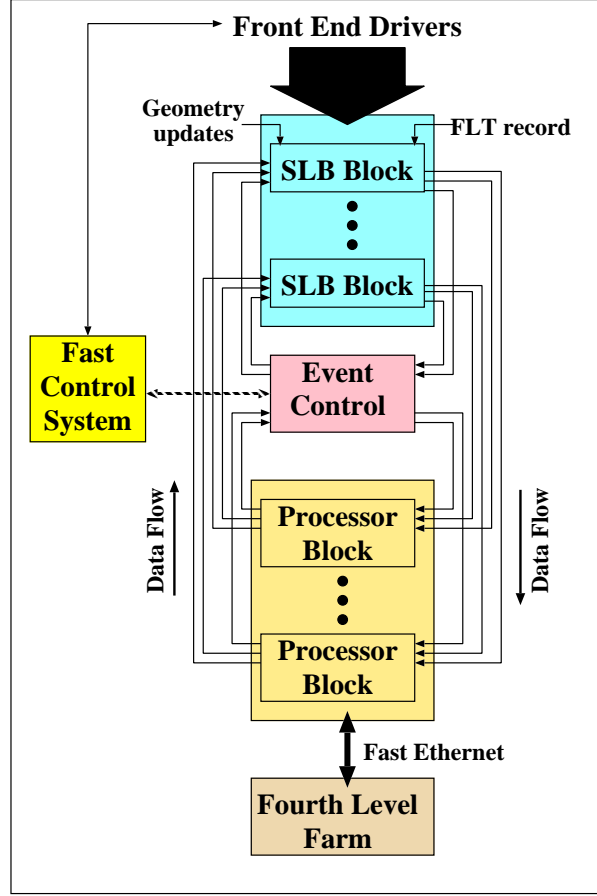 Front End Drivers
Geometry
updates
FLT record
SLB Block
SLB Block
Fast
Control
System
Event
Control
Data Flow
Data Flow
Processor
Block
Processor
Block
Fast Ethernet
Fourth Level
Farm